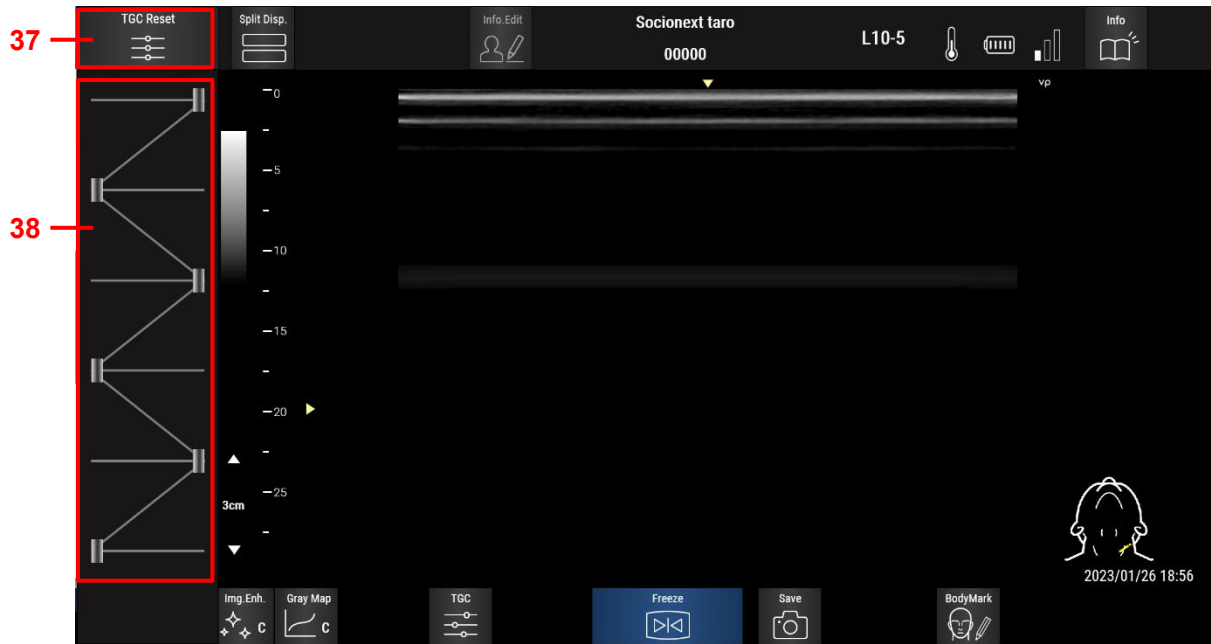 37
TGC Reset
Split Disp.
Info.Edit
Socionext taro
00000
L10-5
Info
38
0
5
10
15
20
25
3cm
vp
2023/01/26 18:56
Img.Enh.
C
Gray Map
C
TGC
Freeze
Save
BodyMark